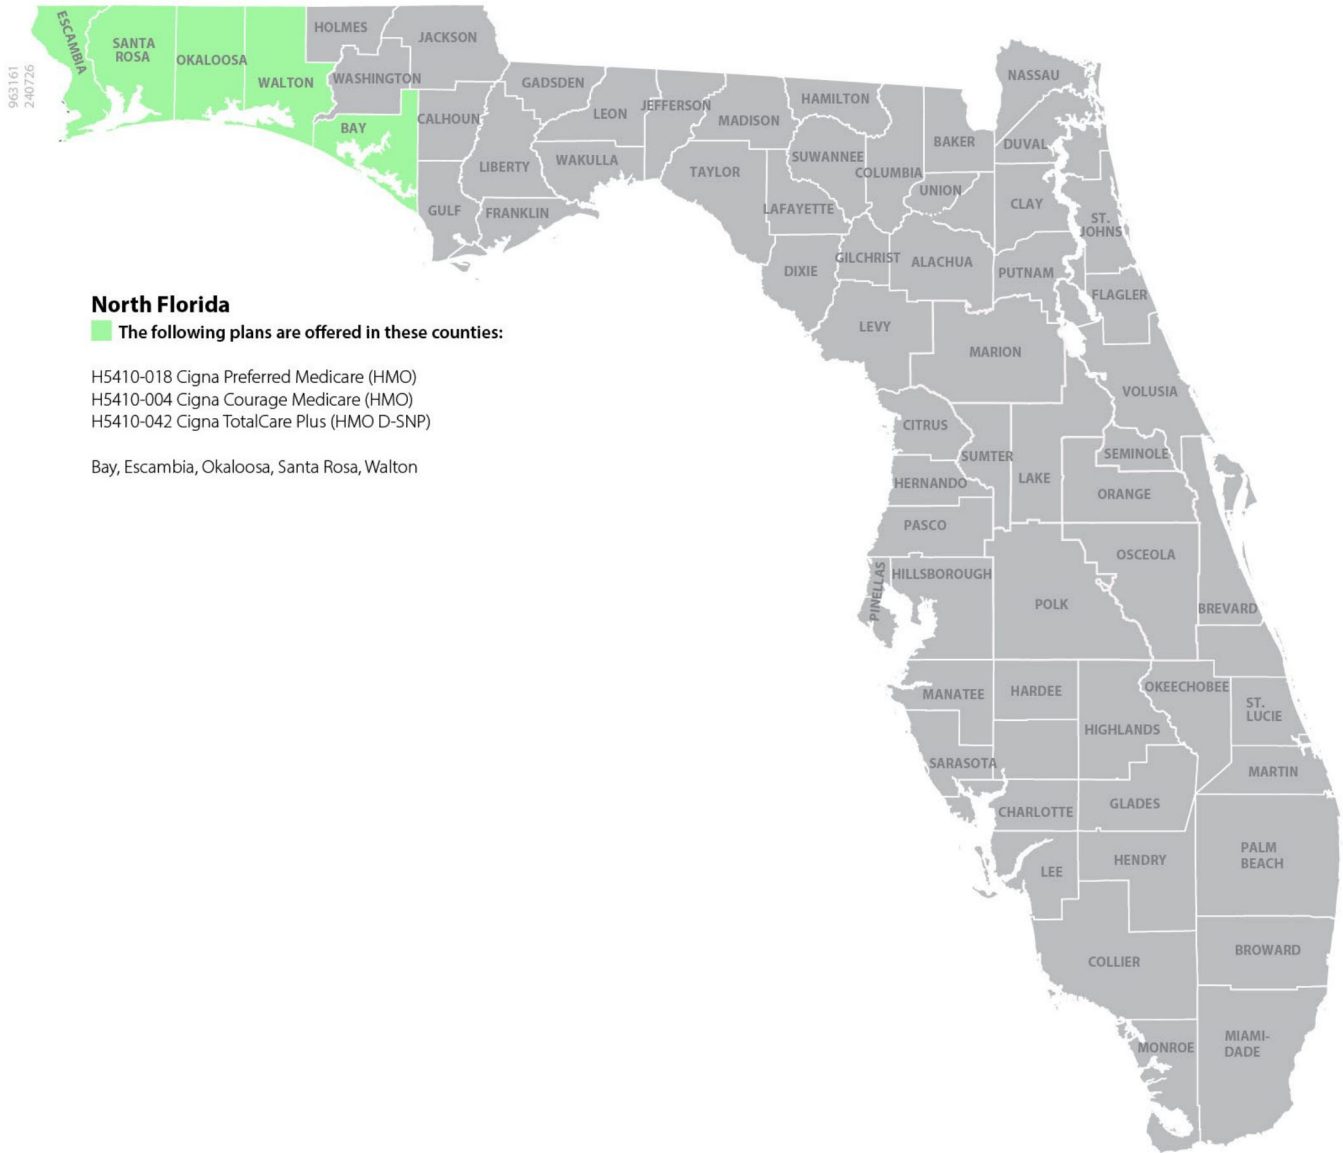 963161
240726
ESCAMBIA
SANTA
ROSA
OKALOOSA
WALTON
HOLMES
JACKSON
WASHINGTON
BAY
CALHOUN
GULF
LIBERTY
FRANKLIN
GADSDEN
LEON
WAKULLA
JEFFERSON
MADISON
TAYLOR
HAMILTON
SUWANNEE
LAFAYETTE
DIXIE
COLUMBIA
BAKER
UNION
GILCHRIST
ALACHUA
NASSAU
DUVAL
CLAY
ST.
JOHNS
PUTNAM
FLAGLER
LEVY
MARION
VOLUSIA
North Florida
The following plans are offered in these counties:
H5410-018 Cigna Preferred Medicare (HMO)
H5410-004 Cigna Courage Medicare (HMO)
H5410-042 Cigna TotalCare Plus (HMO D-SNP)
Bay, Escambia, Okaloosa, Santa Rosa, Walton
CITRUS
SUMTER
LAKE
SEMINOLE
HERNANDO
ORANGE
PASCO
OSCEOLA
PINELLAS
HILLSBOROUGH
POLK
BREVARD
MANATEE
HARDEE
OKEECHOBEE
ST.
LUCIE
HIGHLANDS
SARASOTA
MARTIN
CHARLOTTE
GLADES
PALM
BEACH
LEE
HENDRY
COLLIER
BROWARD
MONROE
MIAMI-
DADE